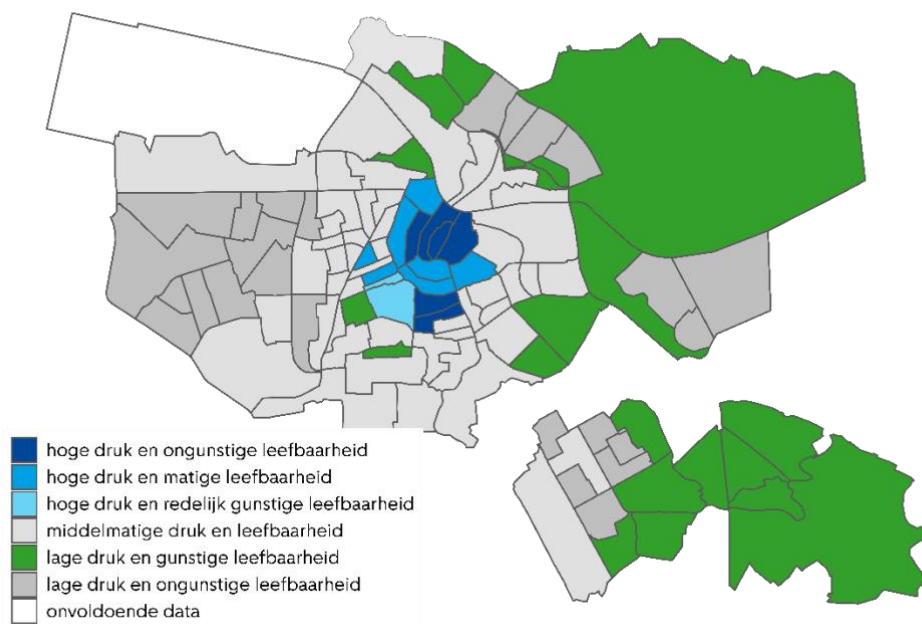 hoge druk en ongunstige leefbaarheid
hoge druk en matige leefbaarheid
hoge druk en redelijk gunstige leefbaarheid
middelmatige druk en leefbaarheid
lage druk en gunstige leefbaarheid
lage druk en ongunstige leefbaarheid
onvoldoende data